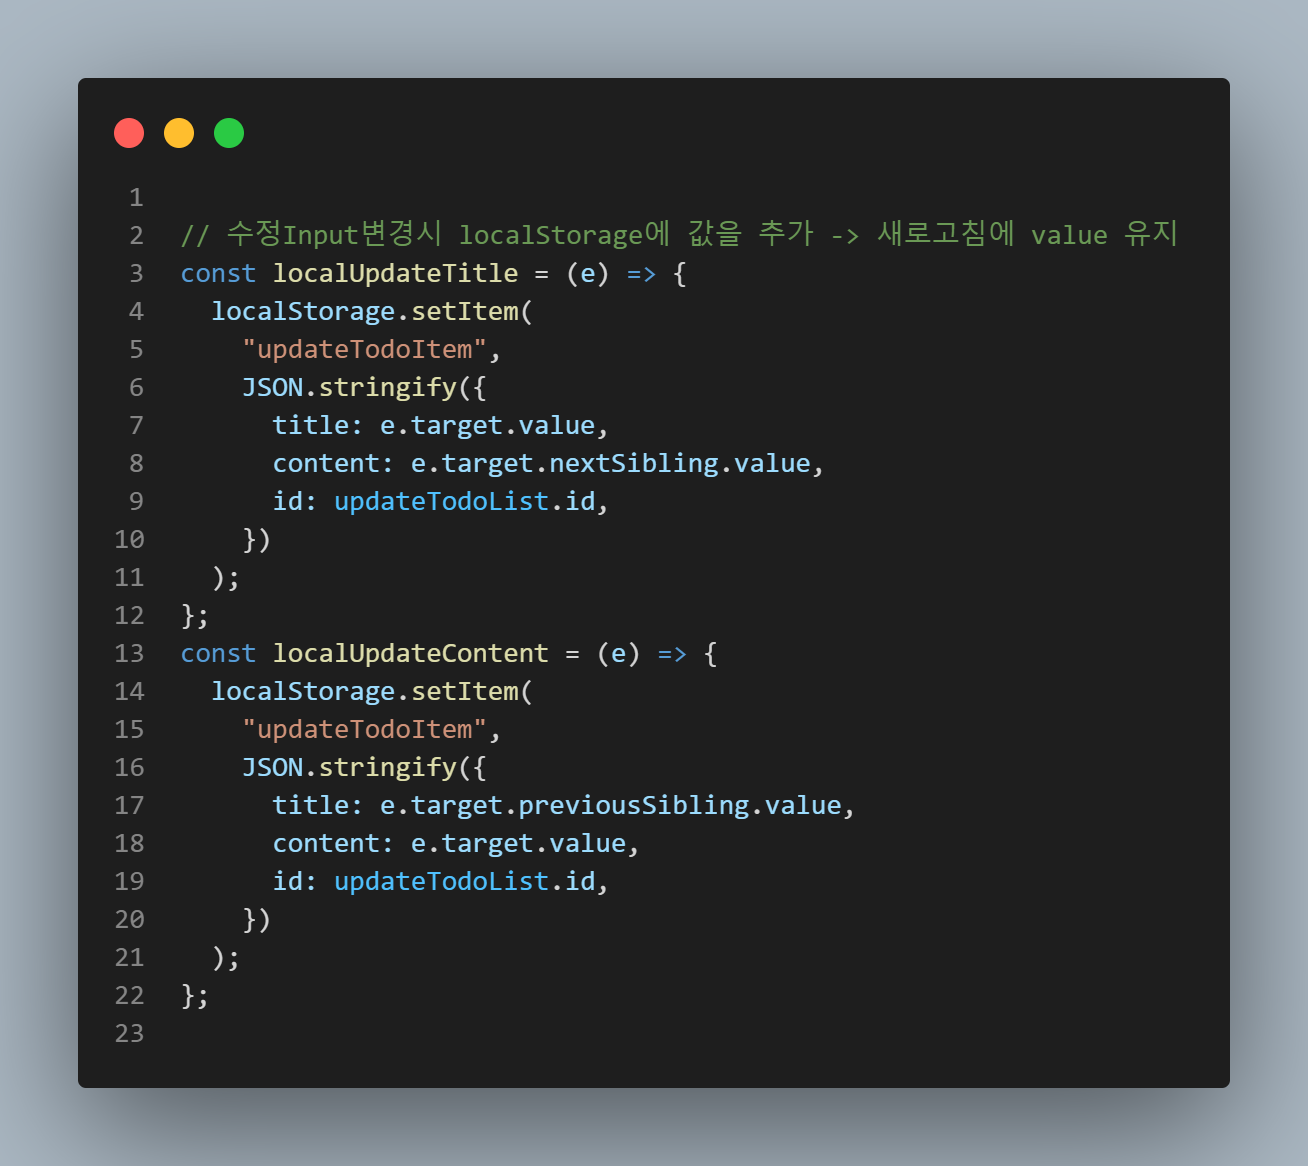 1
2 // 수정Input변경시 localStorage에 값을 추가 -> 새로고침에 value 유지
3 const localUpdateTitle = (e) => {
4   localStorage.setItem(
5     "updateTodoItem",
6     JSON.stringify({
7       title: e.target.value,
8       content: e.target.nextSibling.value,
9       id: updateTodoList.id,
10     })
11   );
12 };
13 const localUpdateContent = (e) => {
14   localStorage.setItem(
15     "updateTodoItem",
16     JSON.stringify({
17       title: e.target.previousSibling.value,
18       content: e.target.value,
19       id: updateTodoList.id,
20     })
21   );
22 };
23